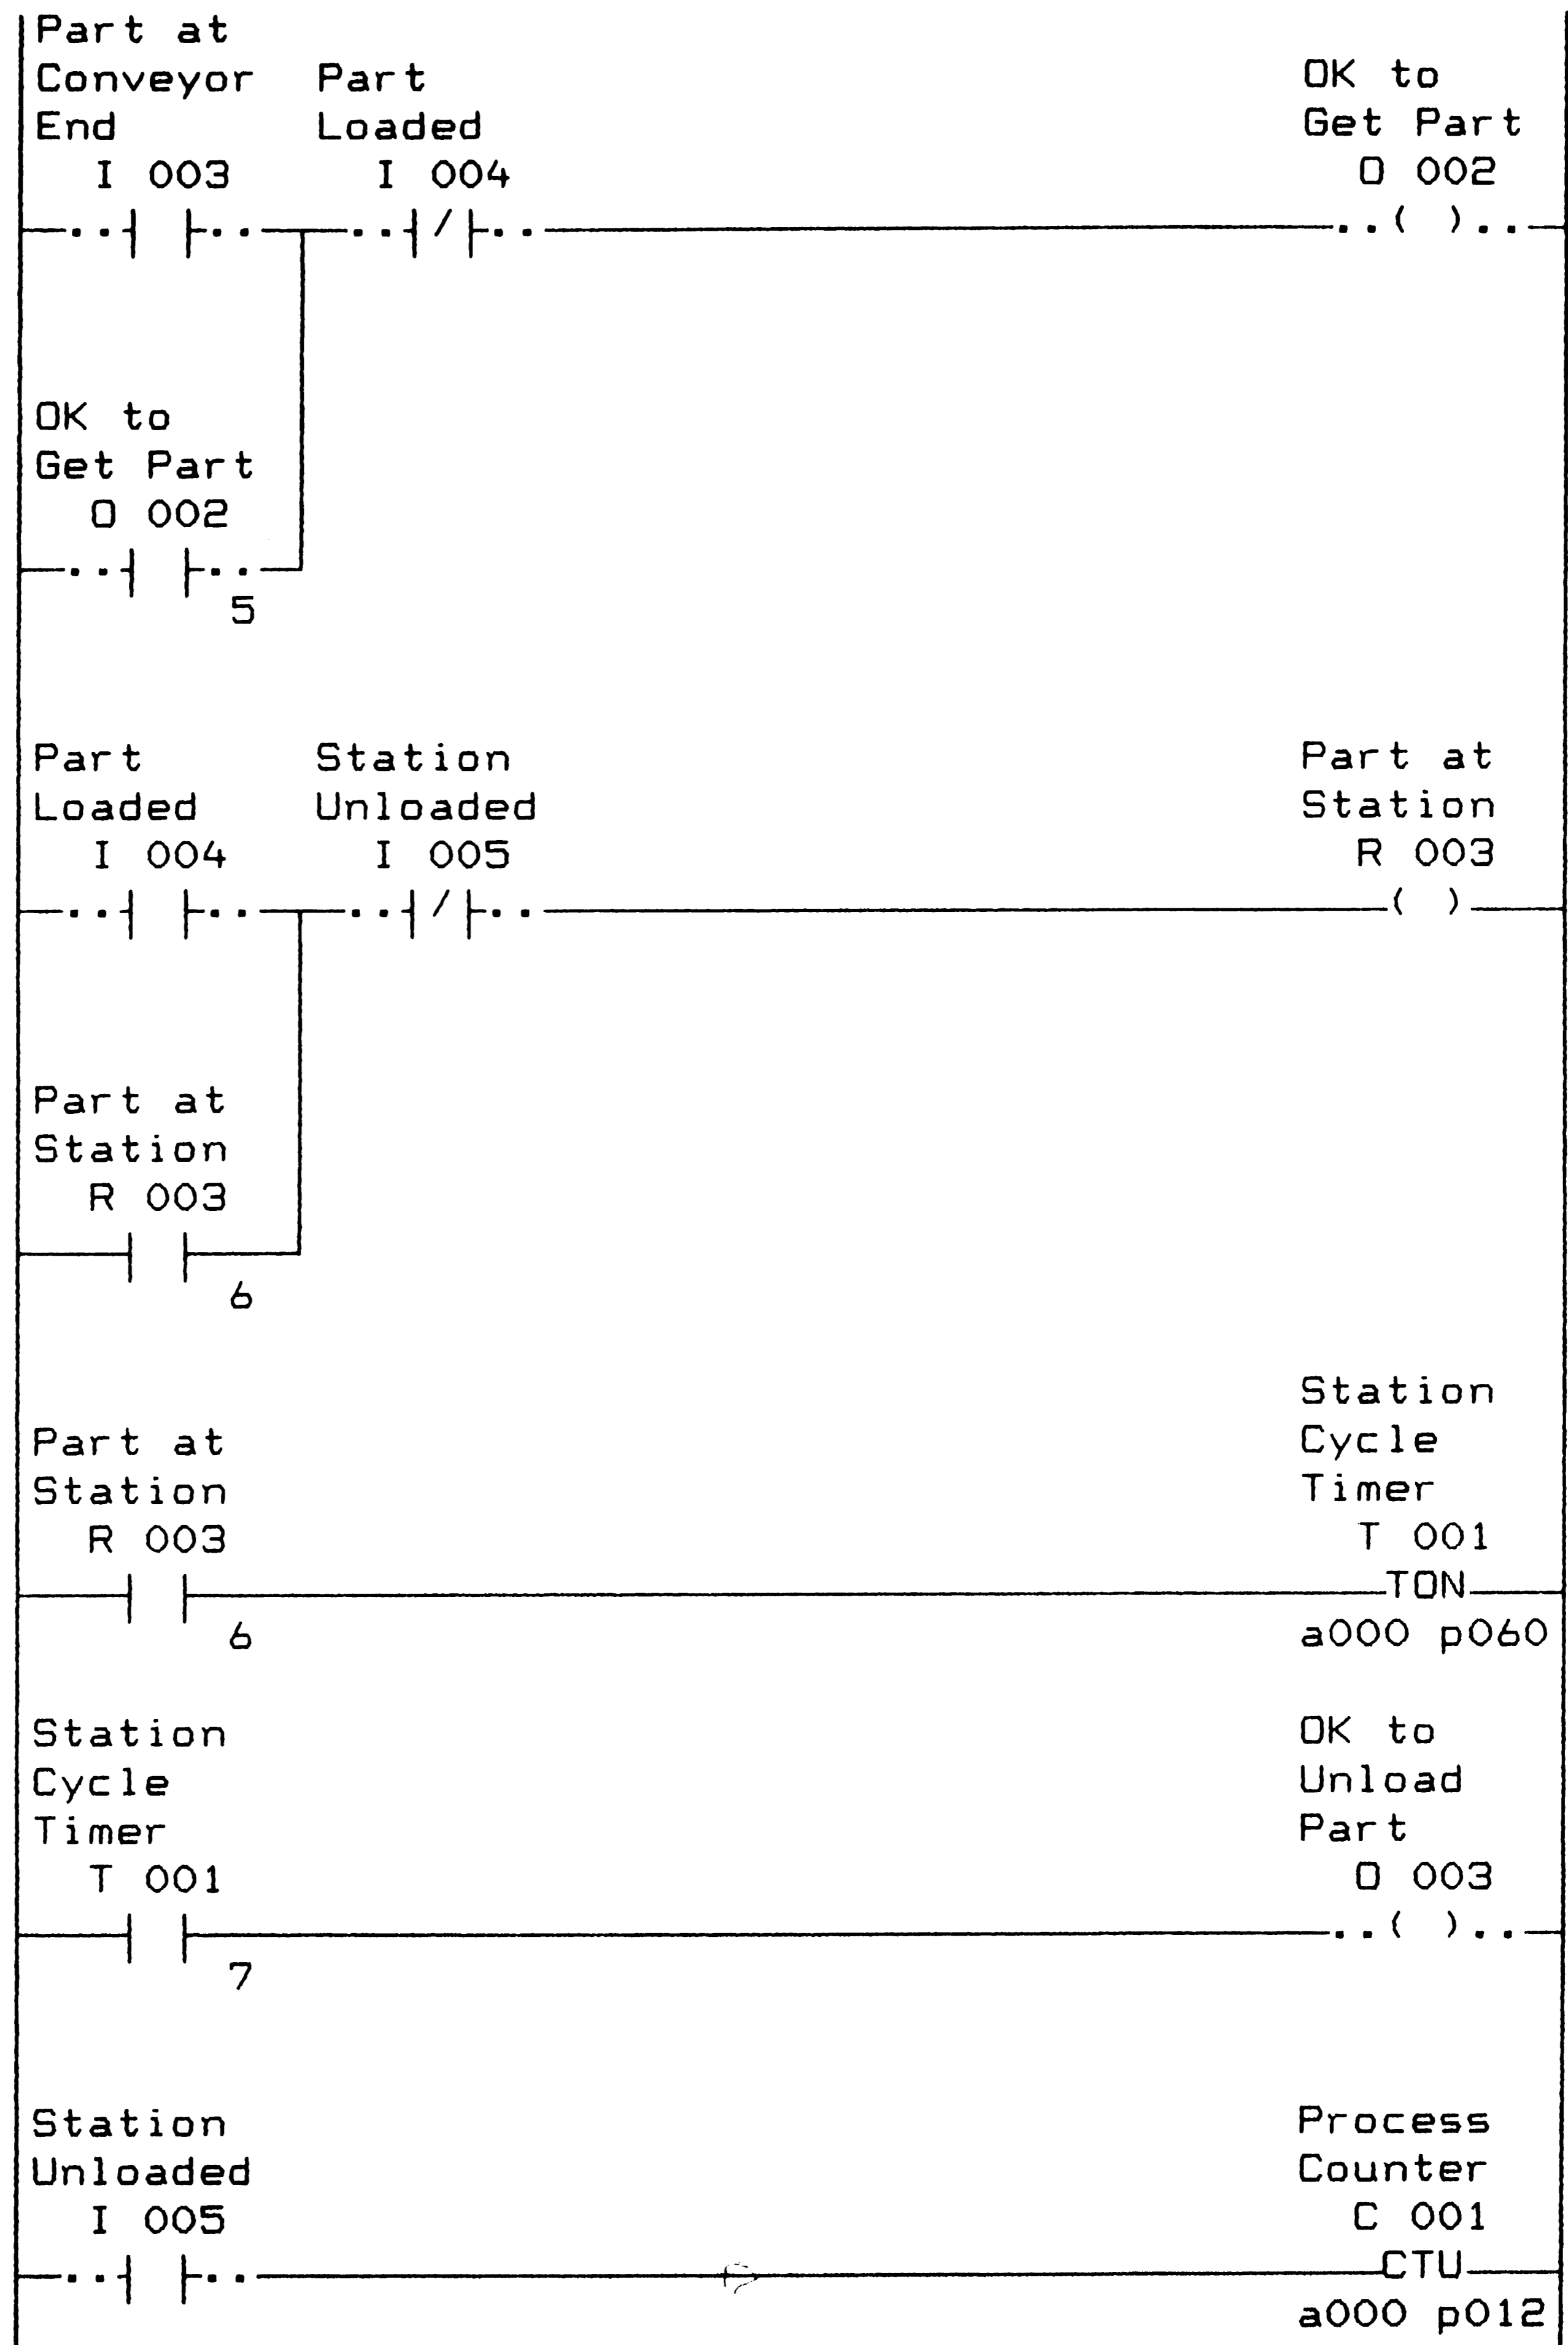 Part at
Conveyor Part OK to
End Loaded Get Part
I 003 I 004 O 002
OK to
Get Part
O 002
5
Part Station Part at
Loaded Unloaded Station
I 004 I 005 R 003
( )
Part at
Station
R 003
6
Station
Part at Cycle
Station Timer
R 003 T 001
TON
6 a000 p060
Station OK to
Cycle Unload
Timer Part
T 001 O 003
7
Station Process
Unloaded Counter
I 005 C 001
CTU
a000 p012